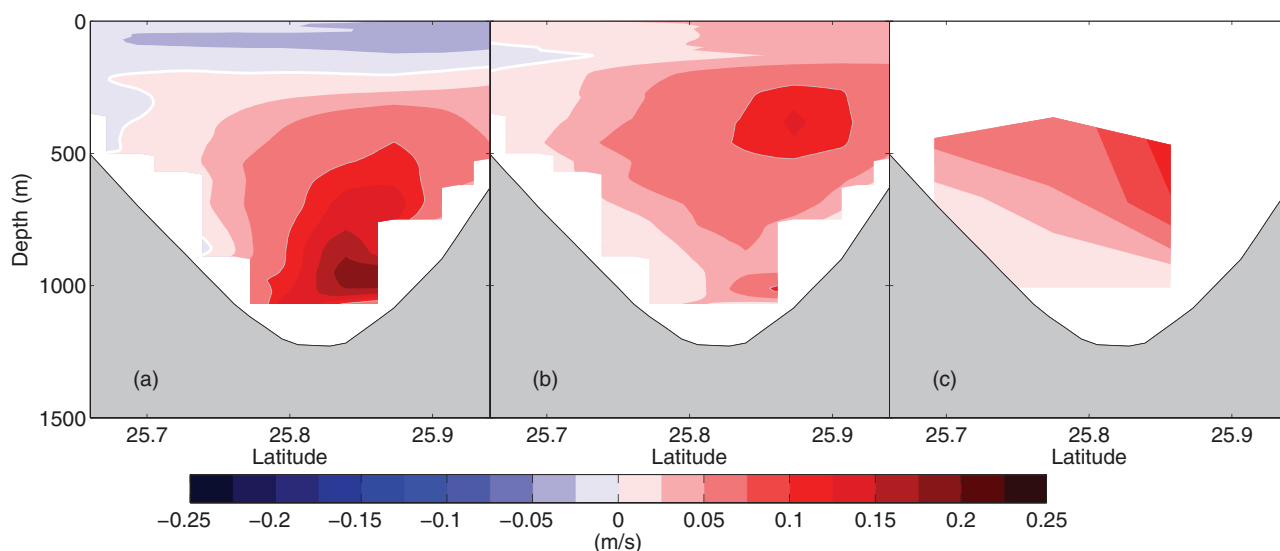 0
500
1000
1500
Depth (m)
(a) (b) (c)
25.7 25.8 25.9 25.7 25.8 25.9 25.7 25.8 25.9
Latitude Latitude Latitude
−0.25 −0.2 −0.15 −0.1 −0.05 0 0.05 0.1 0.15 0.2 0.25
(m/s)